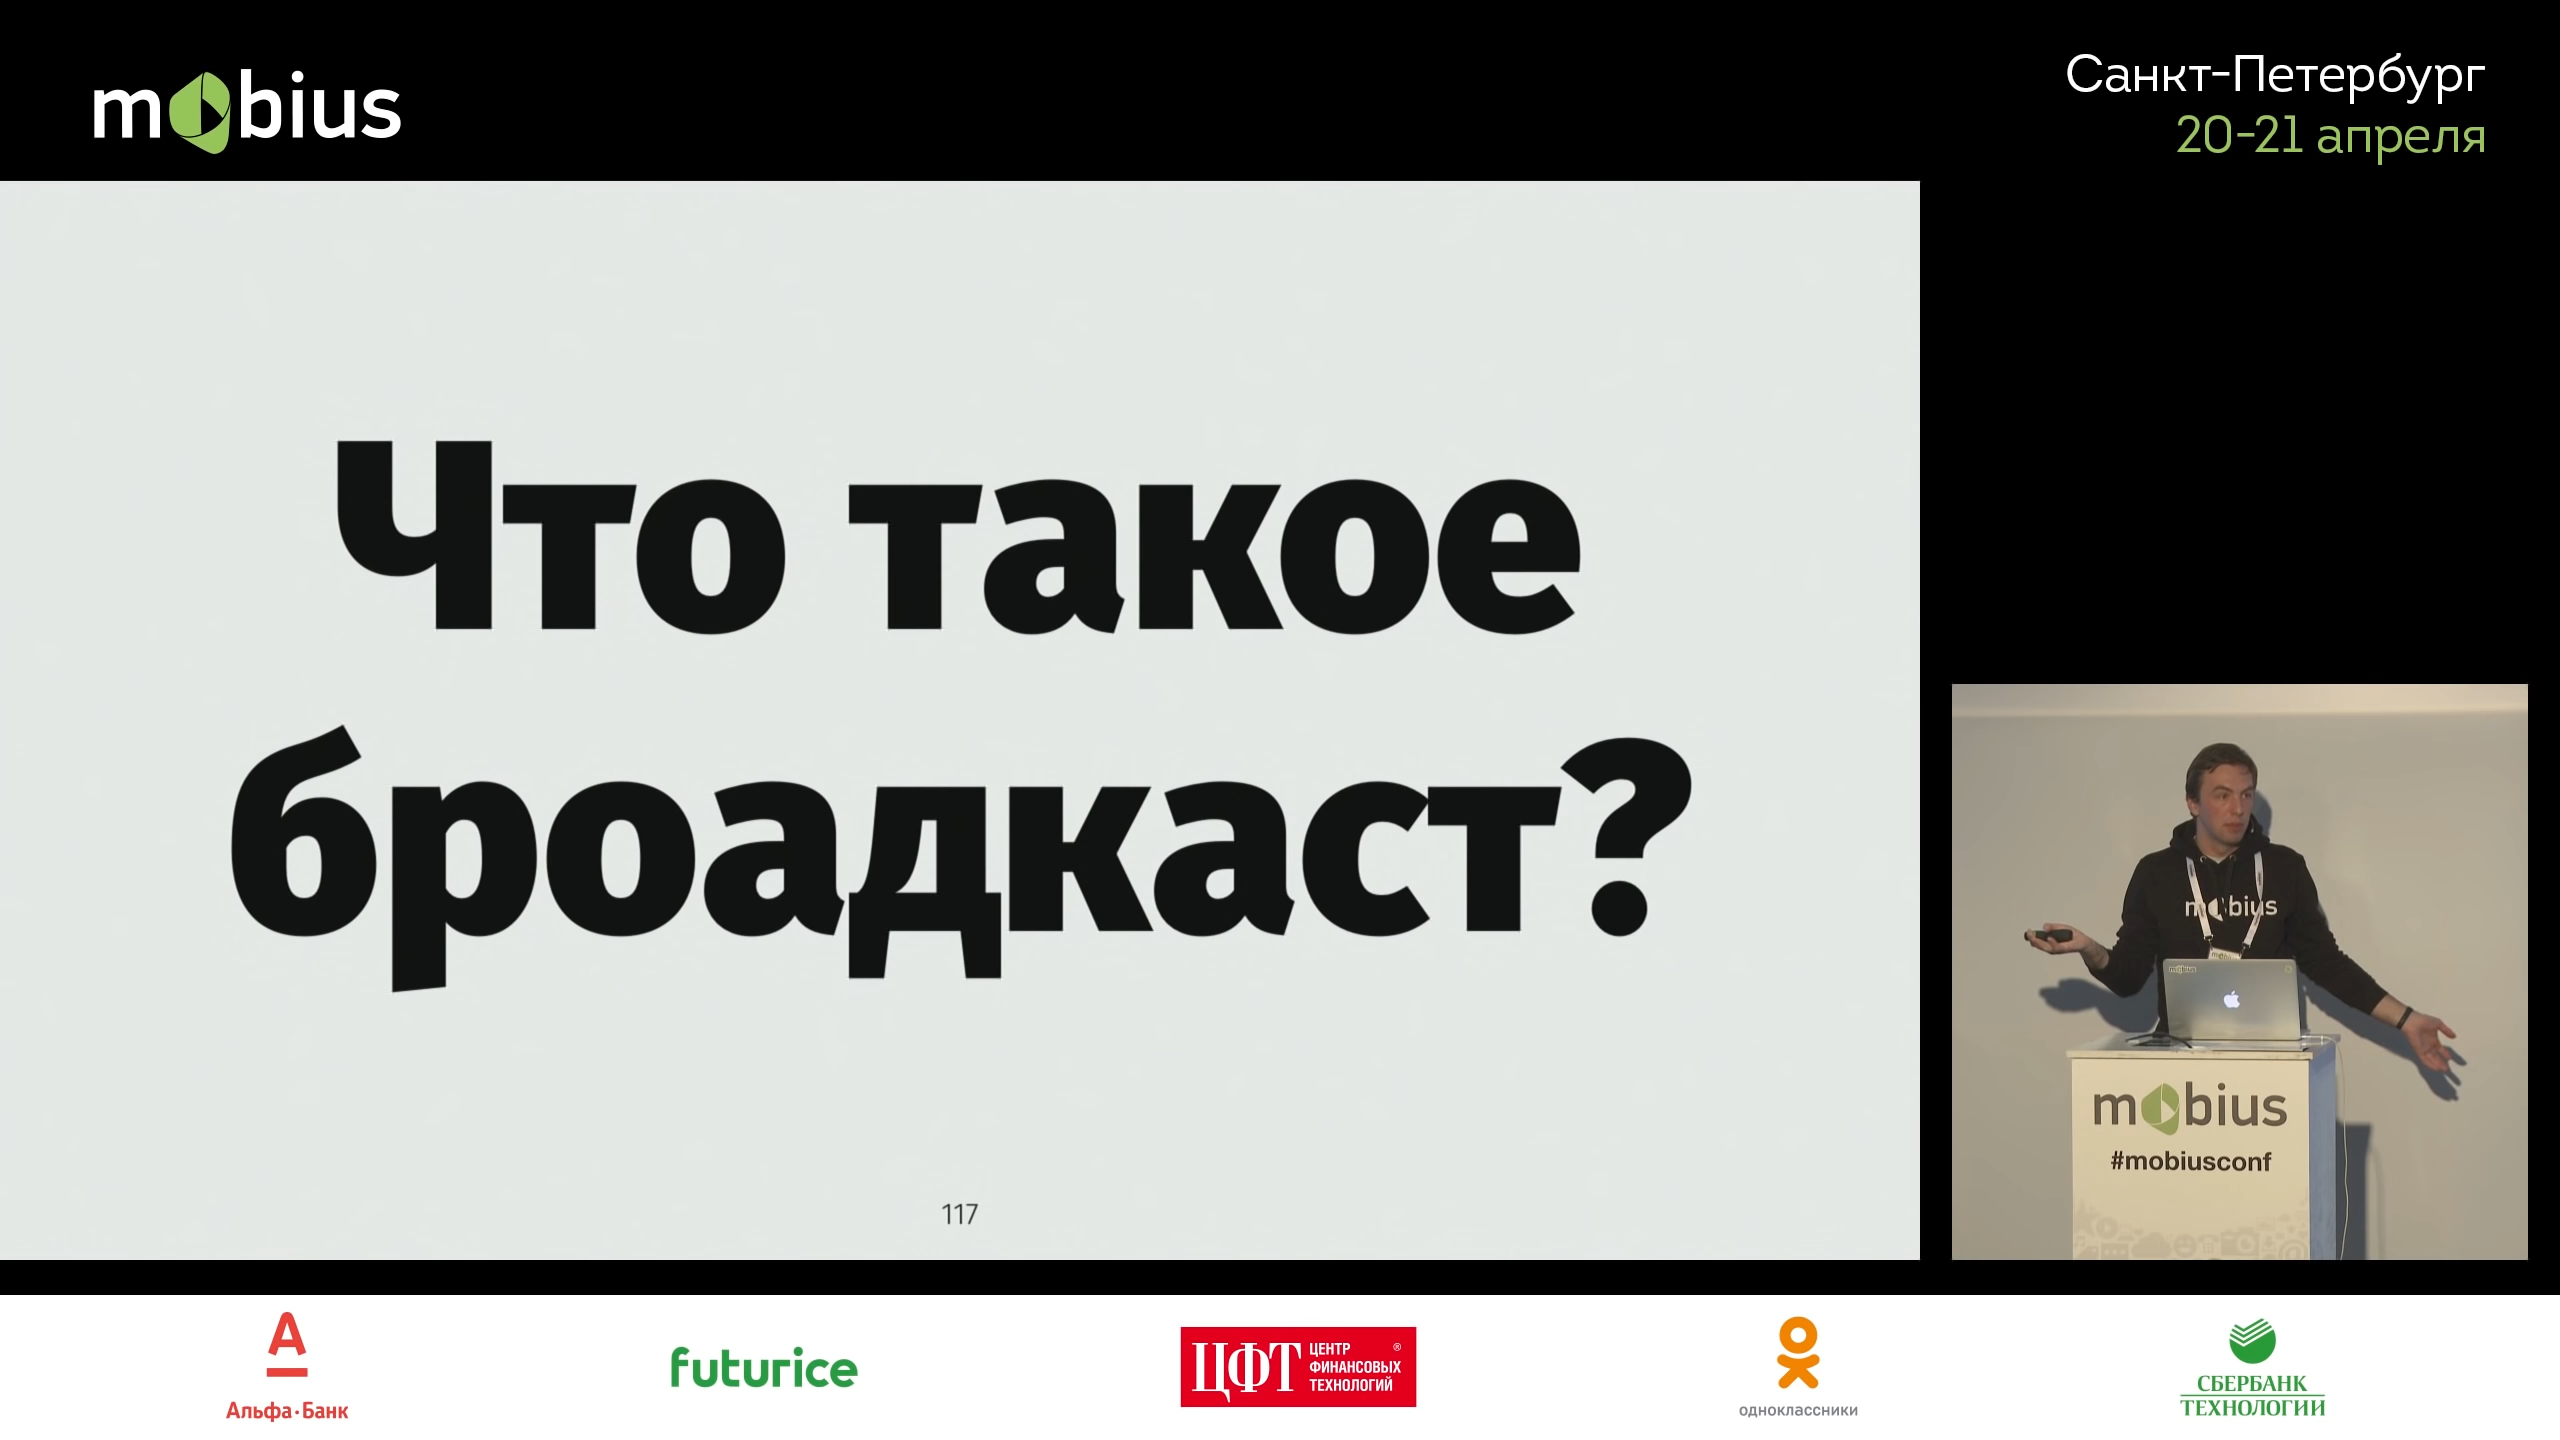 mobius
Санкт-Петербург
20-21 апреля
Что такое
броадкаст?
117
mobius
mobius
#mobiusconf
Альфа·Банк
futurice
ЦФТ
ЦЕНТР
ФИНАНСОВЫХ
ТЕХНОЛОГИЙ
®
одноклассники
СБЕРБАНК
ТЕХНОЛОГИИ